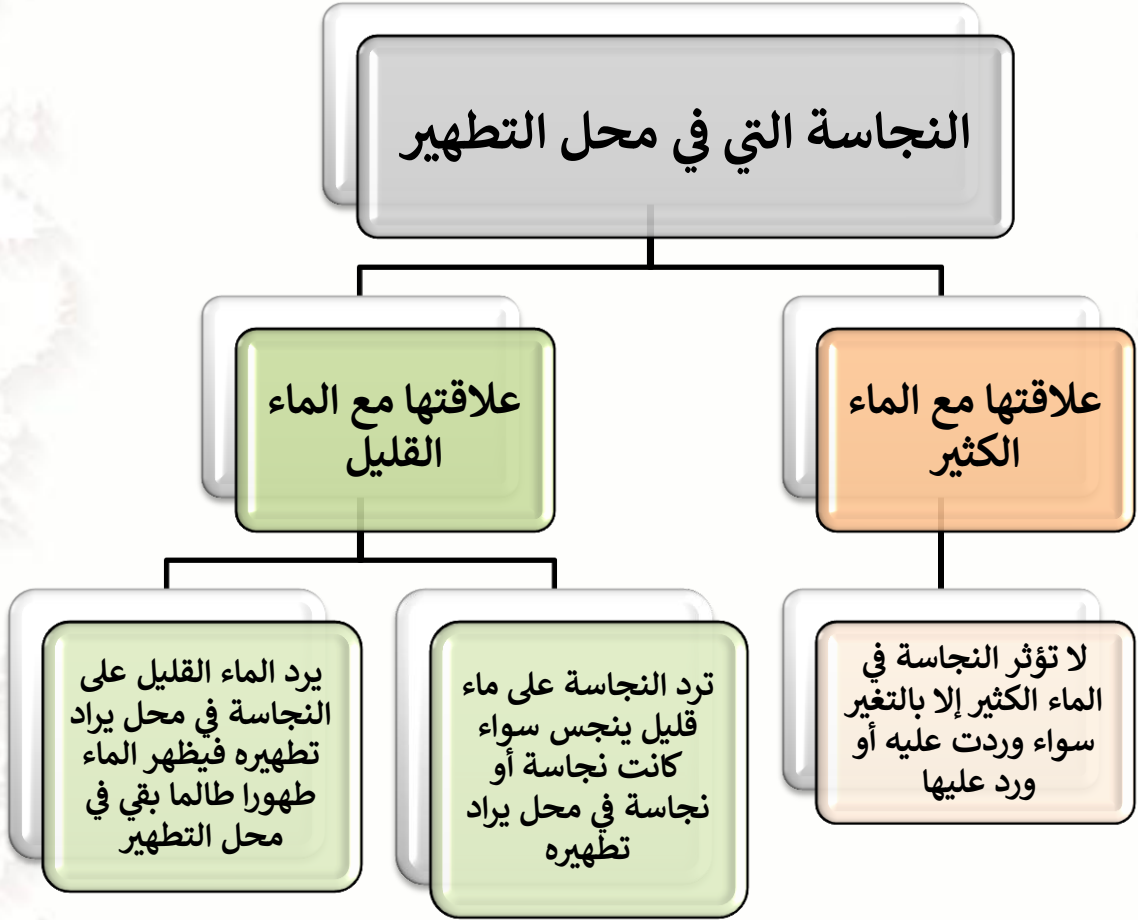 النجاسة التي في محل التطهير
علاقتها مع الماء
الكثير
علاقتها مع الماء
القليل
لا تؤثر النجاسة في
الماء الكثير إلا بالتغير
سواء وردت عليه أو
ورد عليها
ترد النجاسة على ماء
قليل ينجس سواء
كانت نجاسة أو
نجاسة في محل يراد
تطهيره
يرد الماء القليل على
النجاسة في محل يراد
تطهيره فيظهر الماء
طهورا طالما بقي في
محل التطهير